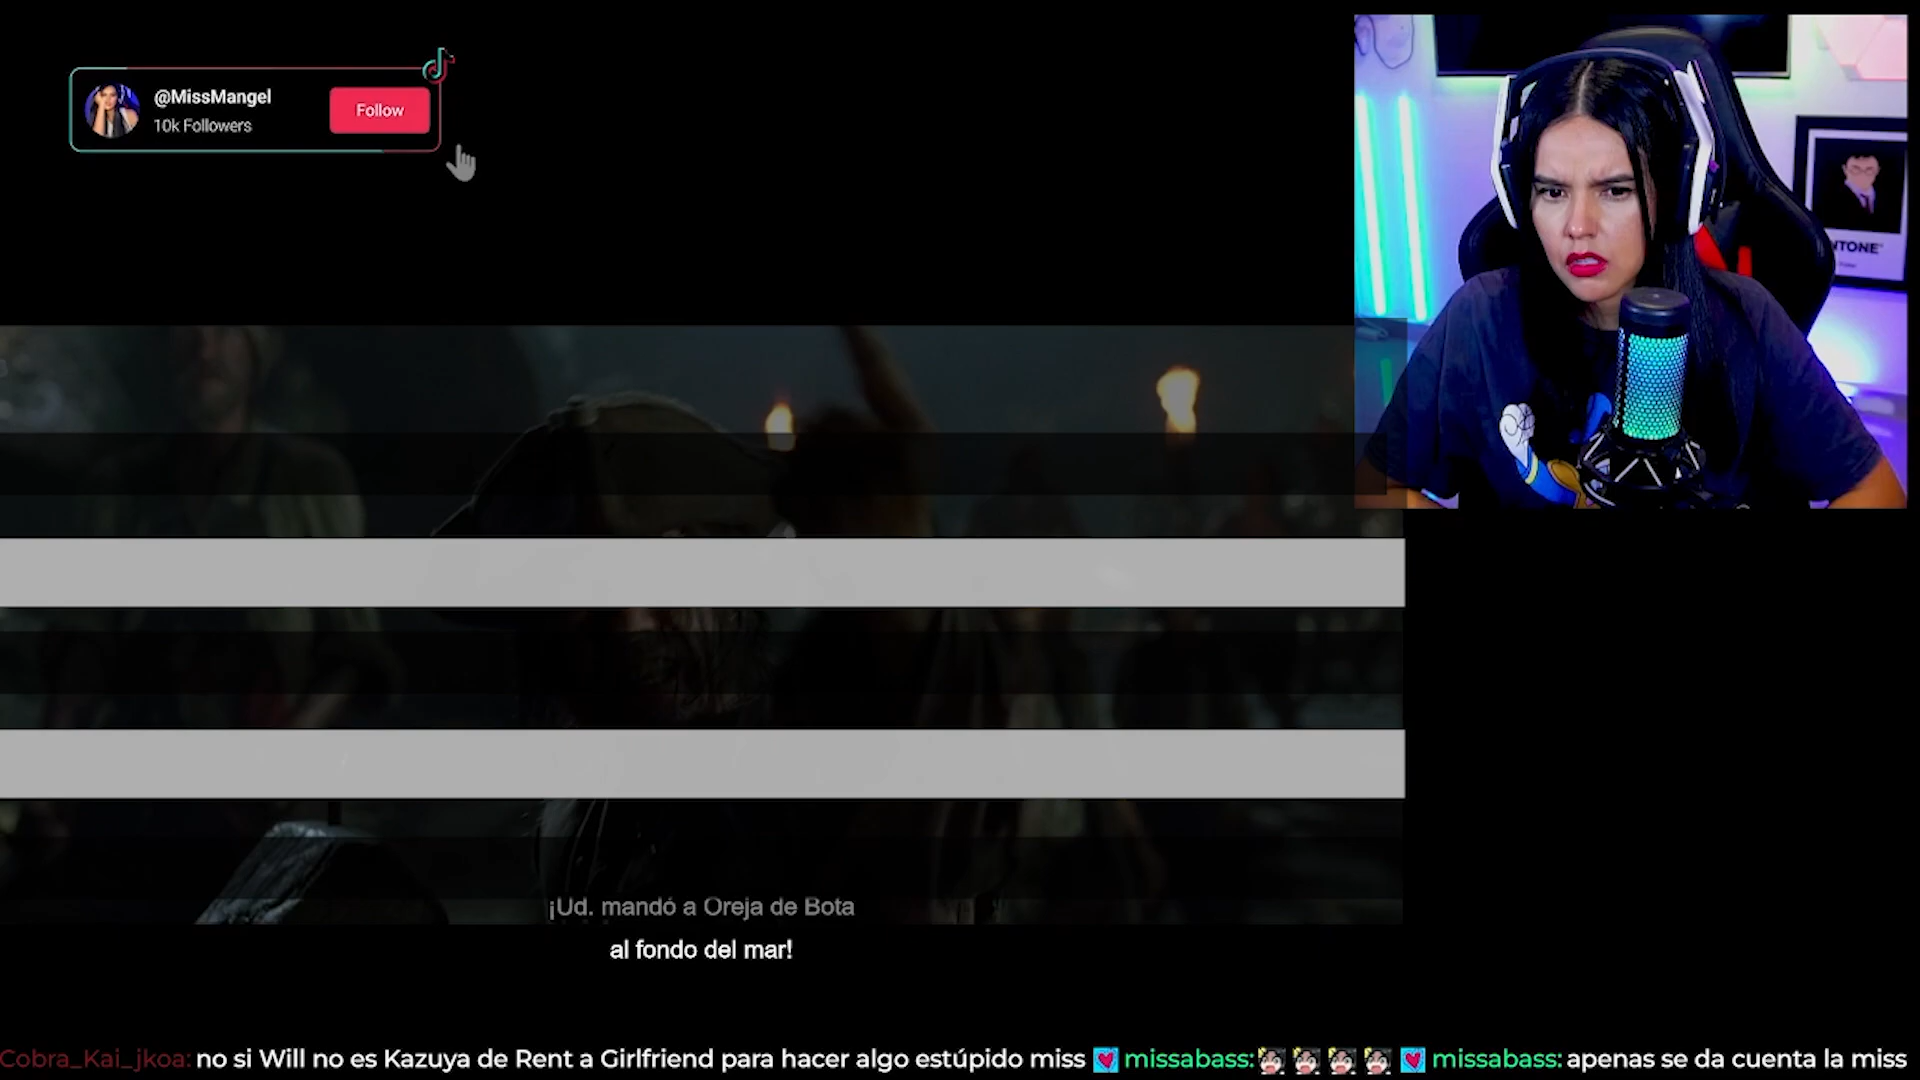 @MissMangel
10k Followers
Follow
NTONE
¡Ud. mandó a Oreja de Bota
al fondo del mar!
Cobra_Kai_jkoa: no si Will no es Kazuya de Rent a Girlfriend para hacer algo estúpido miss missabass: missabass: apenas se da cuenta la miss